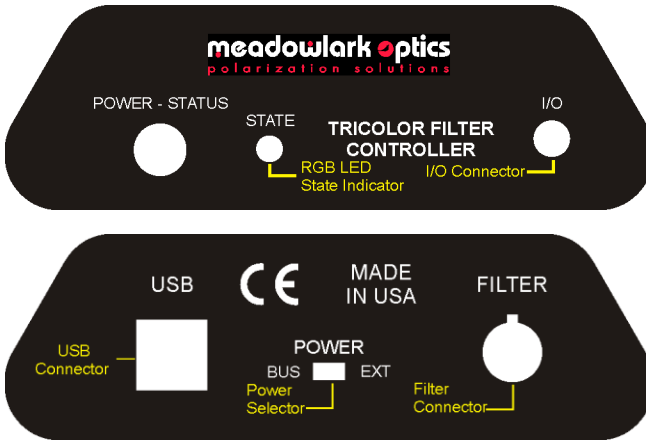 meadowlark optics
polarization solutions
POWER - STATUS
STATE
I/O
TRICOLOR FILTER
CONTROLLER
RGB LED
State Indicator
I/O Connector
USB
CE
MADE
IN USA
FILTER
USB
Connector
POWER
BUS
EXT
Power
Selector
Filter
Connector